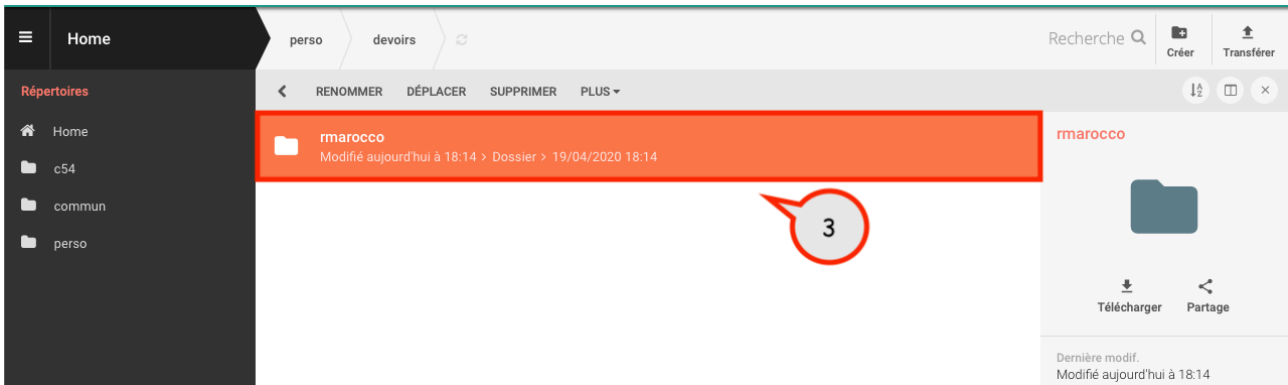 Home
perso
devoirs
Recherche
Créer
Transférer
Répertoires
RENOMMER
DÉPLACER
SUPPRIMER
PLUS
Home
c54
commun
perso
rmarocco
Modifié aujourd'hui à 18:14 > Dossier > 19/04/2020 18:14
3
rmarocco
Télécharger
Partage
Dernière modif.
Modifié aujourd'hui à 18:14